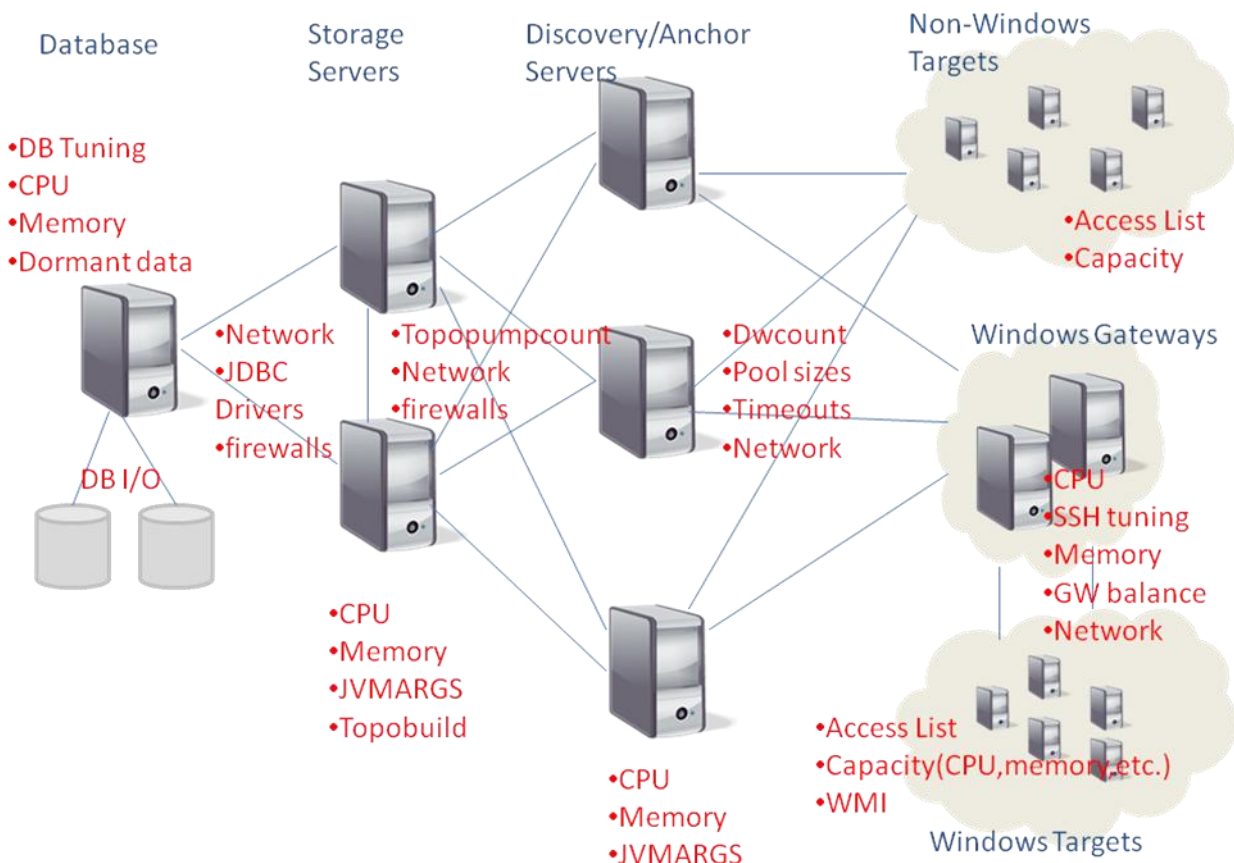 Database
Storage
Servers
Discovery/Anchor
Servers
Non-Windows
Targets
•DB Tuning
•CPU
•Memory
•Dormant data
•Access List
•Capacity
•Network
•JDBC
Drivers
•firewalls
•Topopumpcount
•Network
•firewalls
•Dwcount
•Pool sizes
•Timeouts
•Network
Windows Gateways
•CPU
•SSH tuning
•Memory
•GW balance
•Network
DB I/O
•CPU
•Memory
•JVMARGS
•Topobuild
•CPU
•Memory
•JVMARGS
•Access List
•Capacity(CPU,memory,etc.)
•WMI
Windows Targets